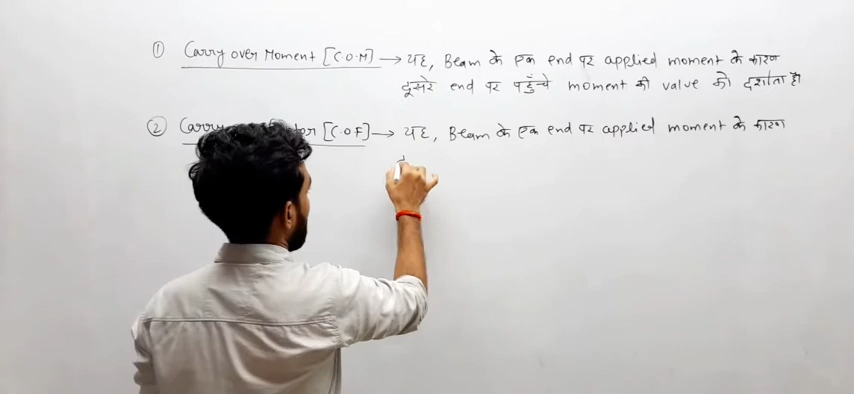 ① Carry over Moment [C.O.M] → यह, Beam के एक end पर applied moment के कारण
दूसरे end पर पहुँचे moment की value को दर्शाता है।
② Carry [C.O.F] → यह, Beam के एक end पर applied moment के कारण